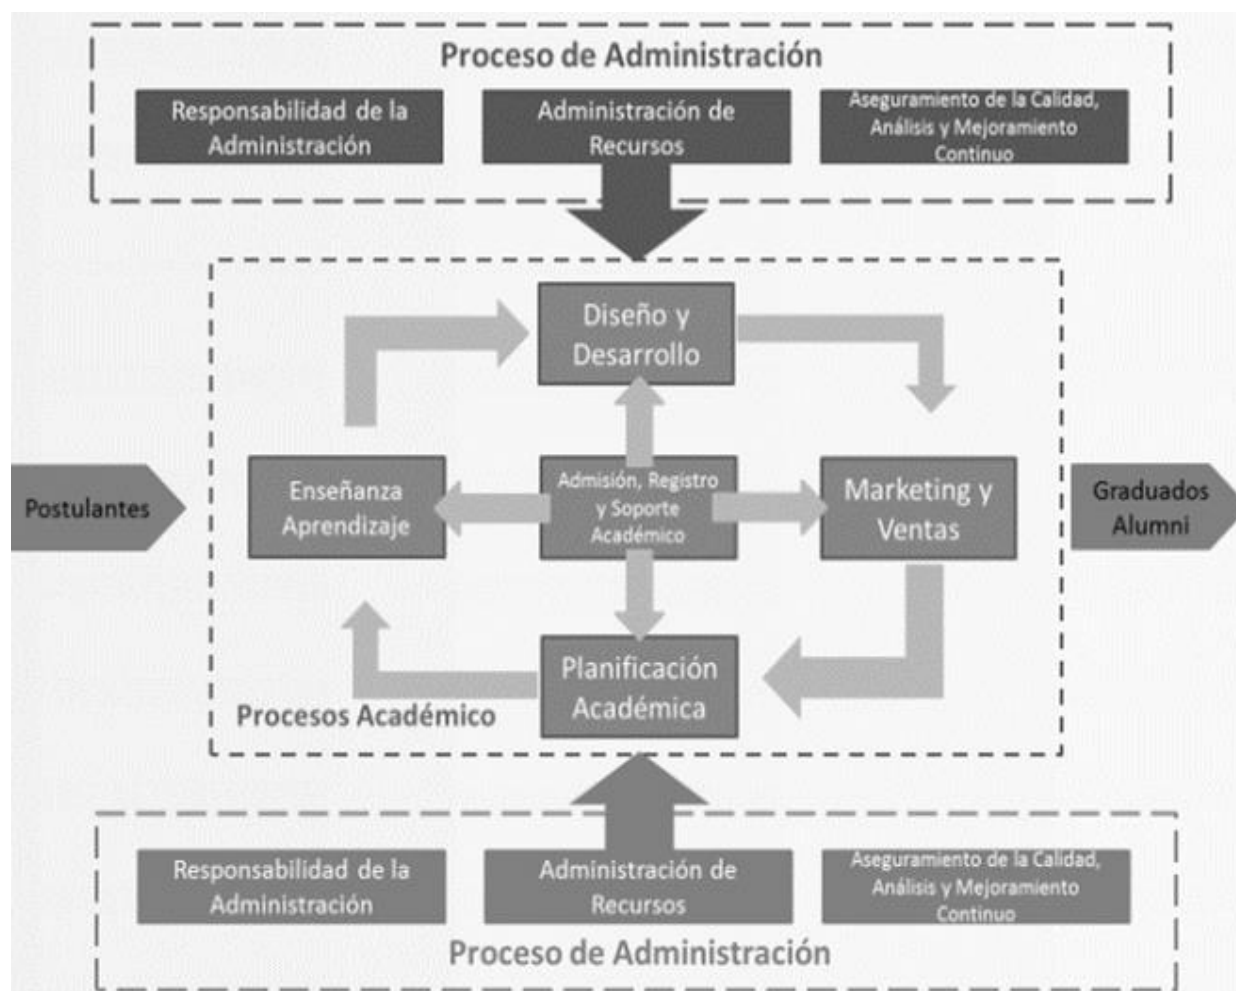 Proceso de Administración
Responsabilidad de la
Administración
Administración de
Recursos
Aseguramiento de la Calidad,
Análisis y Mejoramiento
Continuo
Diseño y
Desarrollo
Postulantes
Enseñanza
Aprendizaje
Admisión, Registro
y Soporte
Académico
Marketing y
Ventas
Graduados
Alumni
Planificación
Académica
Procesos Académico
Responsabilidad de la
Administración
Administración de
Recursos
Aseguramiento de la Calidad,
Análisis y Mejoramiento
Continuo
Proceso de Administración